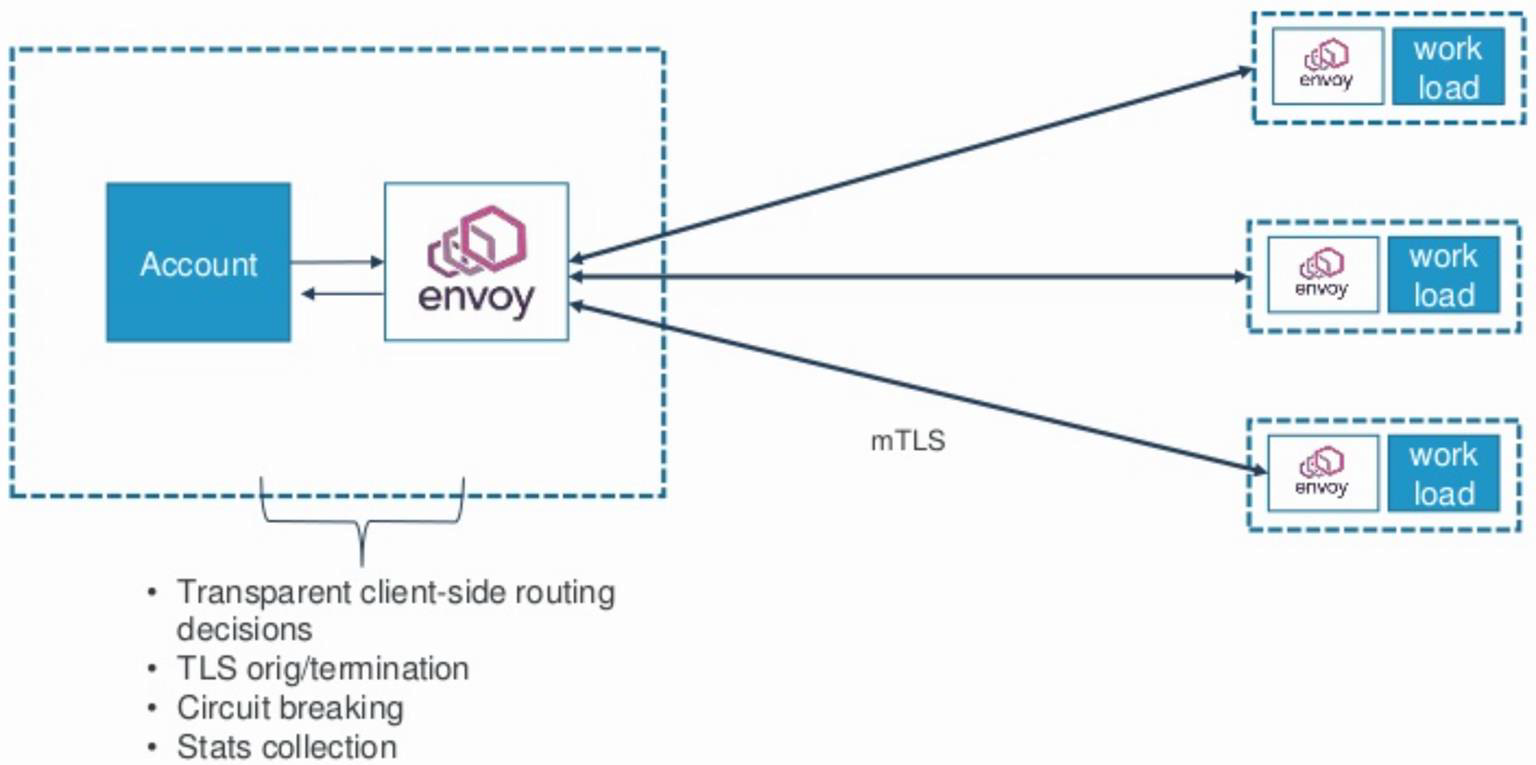 envoy
work
load
Account
envoy
envoy
work
load
mTLS
envoy
work
load
• Transparent client-side routing
decisions
• TLS orig/termination
• Circuit breaking
• Stats collection